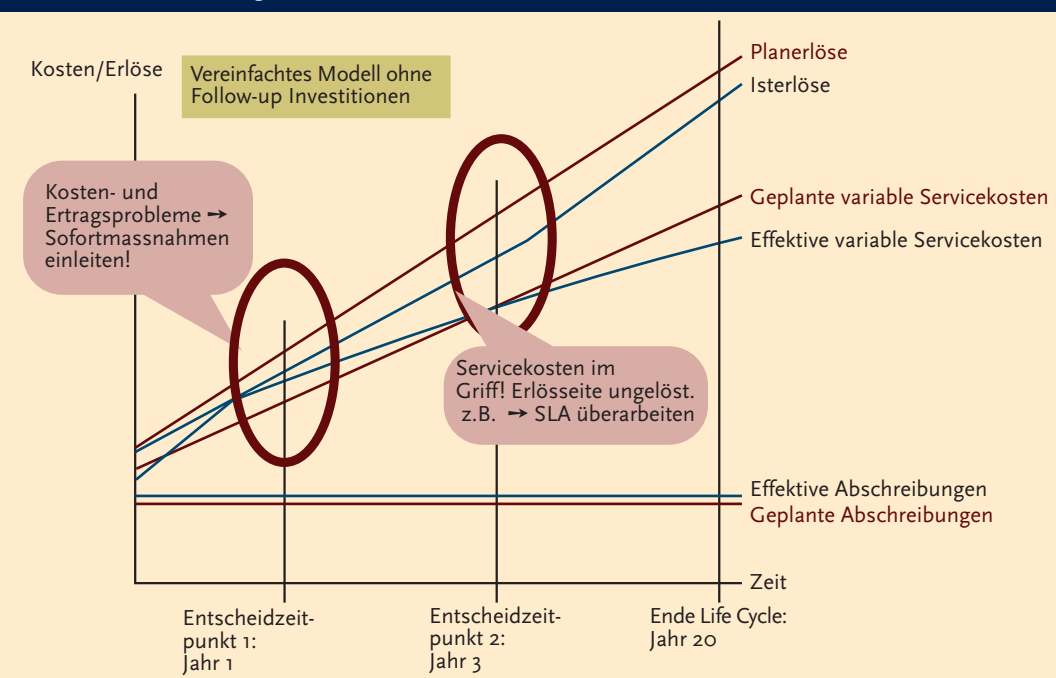 Kosten/Erlöse
Vereinfachtes Modell ohne
Follow-up Investitionen
Planerlöse
Isterlöse
Kosten- und
Ertragsprobleme ➙
Sofortmassnahmen
einleiten!
Geplante variable Servicekosten
Effektive variable Servicekosten
Servicekosten im
Griff! Erlösseite ungelöst.
z.B. ➙ SLA überarbeiten
Effektive Abschreibungen
Geplante Abschreibungen
Zeit
Entscheidzeit-
punkt 1:
Jahr 1
Entscheidzeit-
punkt 2:
Jahr 3
Ende Life Cycle:
Jahr 20